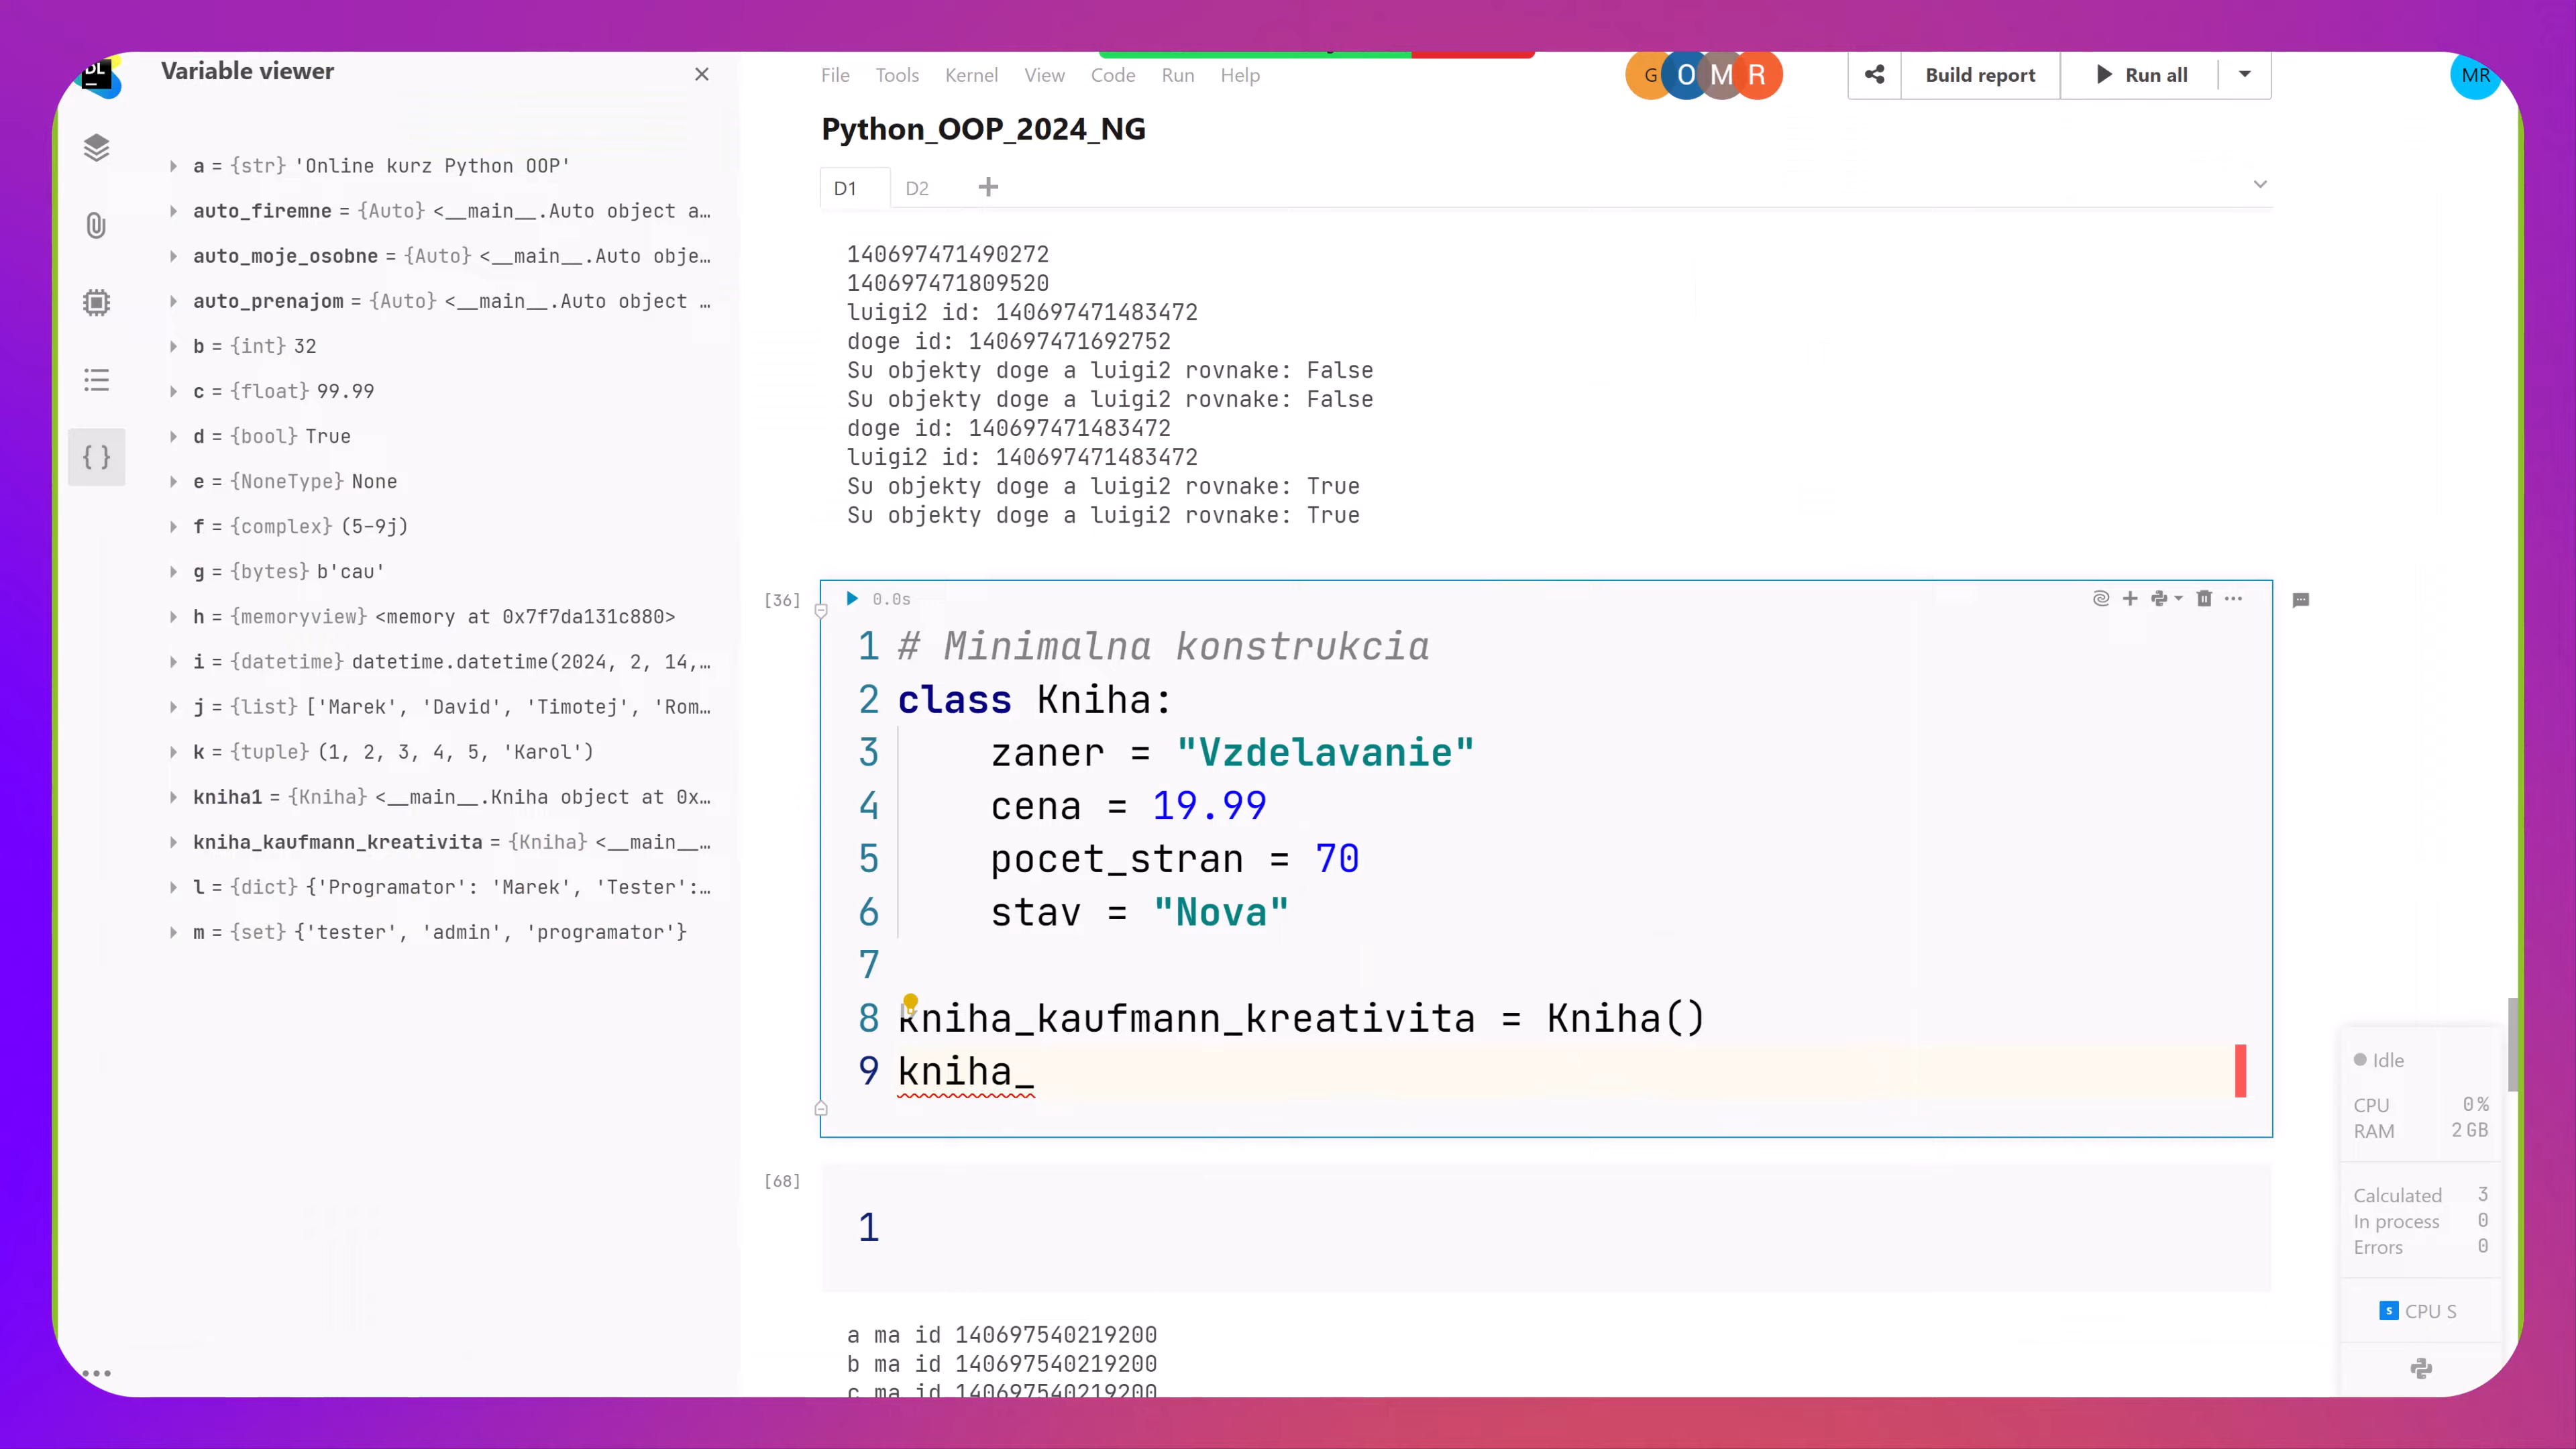 DL
Variable viewer
a = {str} 'Online kurz Python OOP'
auto_firemne = {Auto} <__main__.Auto object a…
auto_moje_osobne = {Auto} <__main__.Auto obje…
auto_prenajom = {Auto} <__main__.Auto object …
b = {int} 32
c = {float} 99.99
d = {bool} True
e = {NoneType} None
f = {complex} (5-9j)
g = {bytes} b'cau'
h = {memoryview} <memory at 0x7f7da131c880>
i = {datetime} datetime.datetime(2024, 2, 14,…
j = {list} ['Marek', 'David', 'Timotej', 'Rom…
k = {tuple} (1, 2, 3, 4, 5, 'Karol')
kniha1 = {Kniha} <__main__.Kniha object at 0x…
kniha_kaufmann_kreativita = {Kniha} <__main__…
l = {dict} {'Programator': 'Marek', 'Tester':…
m = {set} {'tester', 'admin', 'programator'}
File Tools Kernel View Code Run Help
G O M R
Build report
Run all
MR
Python_OOP_2024_NG
D1 D2
140697471490272
140697471809520
luigi2 id: 140697471483472
doge id: 140697471692752
Su objekty doge a luigi2 rovnake: False
Su objekty doge a luigi2 rovnake: False
doge id: 140697471483472
luigi2 id: 140697471483472
Su objekty doge a luigi2 rovnake: True
Su objekty doge a luigi2 rovnake: True
[36] 0.0s
1 # Minimalna konstrukcia
2 class Kniha:
3 zaner = "Vzdelavanie"
4 cena = 19.99
5 pocet_stran = 70
6 stav = "Nova"
7
8 kniha_kaufmann_kreativita = Kniha()
9 kniha_
[68]
1
a ma id 140697540219200
b ma id 140697540219200
c ma id 140697540219200
Idle
CPU 0%
RAM 2 GB
Calculated 3
In process 0
Errors 0
S CPU S